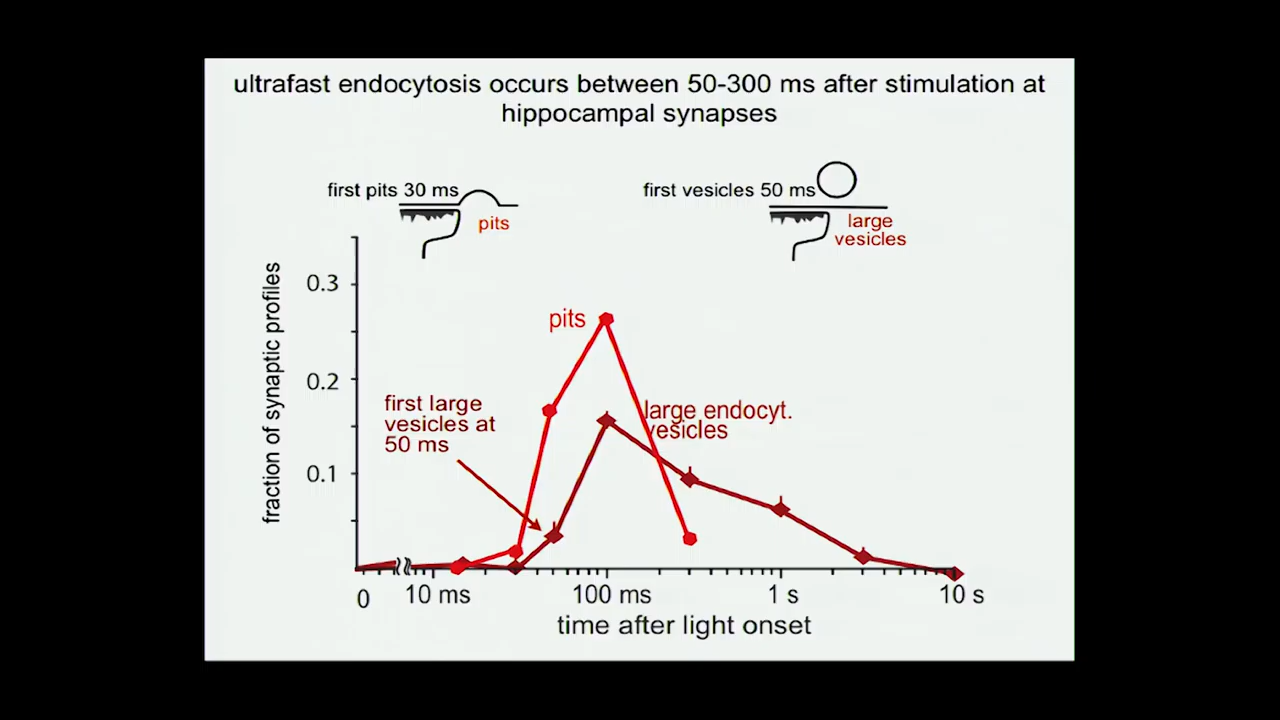 ultrafast endocytosis occurs between 50-300 ms after stimulation at
hippocampal synapses
first pits 30 ms
pits
first vesicles 50 ms
large
vesicles
fraction of synaptic profiles
0.3
0.2
0.1
pits
first large
vesicles at
50 ms
large endocyt.
vesicles
0
10 ms
100 ms
1 s
10 s
time after light onset